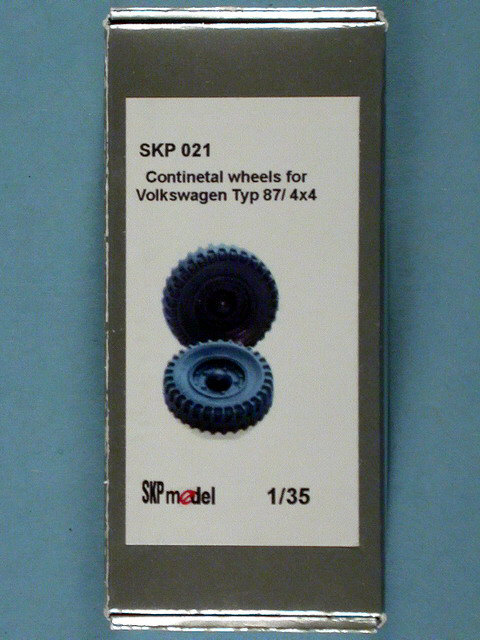 SKP 021
Continetal wheels for
Volkswagen Typ 87/ 4x4
SKP model 1/35